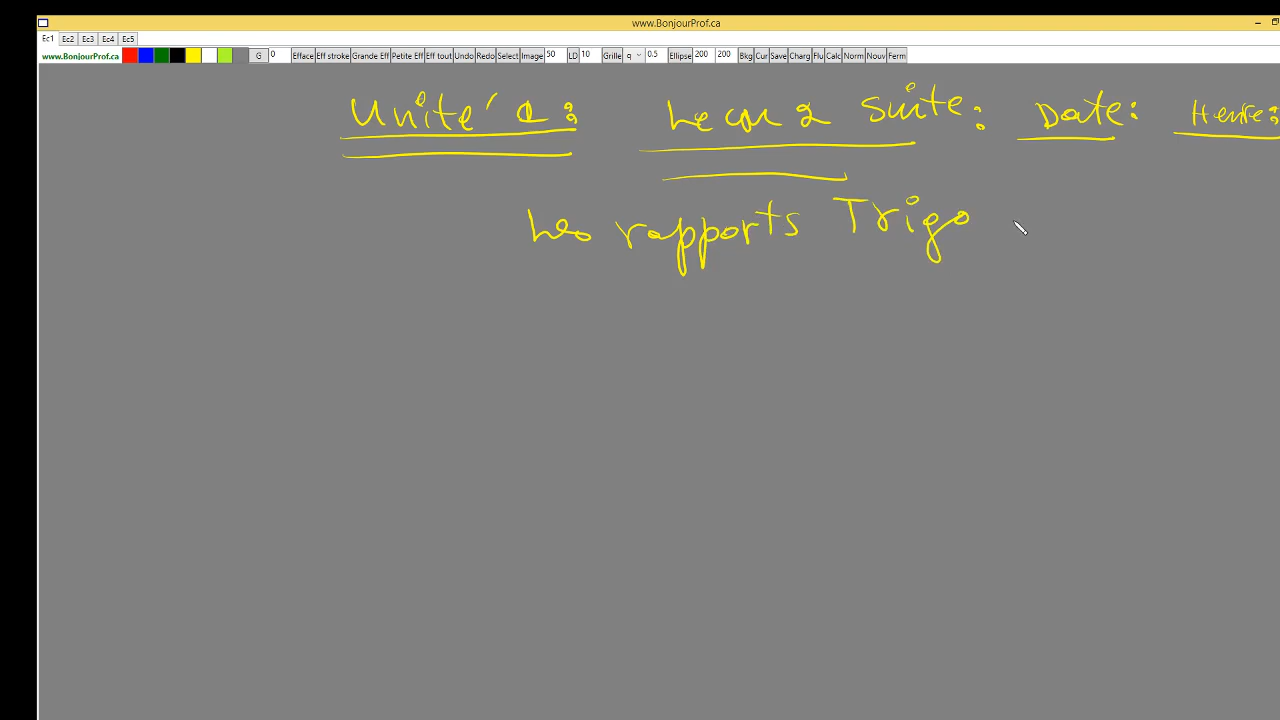 www.BonjourProf.ca
Ec1 Ec2 Ec3 Ec4 Ec5
www.BonjourProf.ca G 0 Efface Eff stroke Grande Eff Petite Eff Eff tout Undo Redo Select Image 50 LD 10 Grille q 0.5 Ellipse 200 200 Bkg Cur Save Charg Flu Calc Norm Nouv Ferm
Unité : Leçon 2 Suite: Date: Heure:
Les rapports Trigo